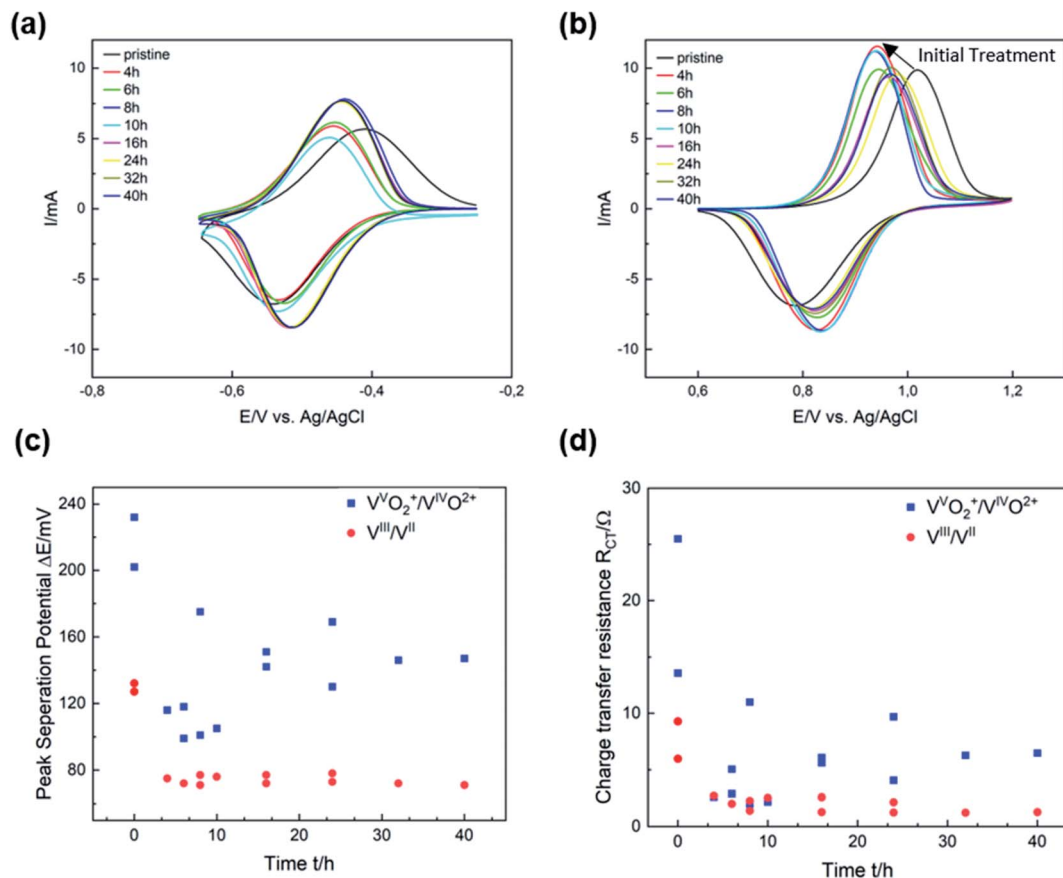 (a)
pristine
4h
6h
8h
10h
16h
24h
32h
40h
10
5
0
-5
-10
I/mA
-0,8
-0,6
-0,4
-0,2
E/V vs. Ag/AgCl
(b)
pristine
4h
6h
8h
10h
16h
24h
32h
40h
Initial Treatment
10
5
0
-5
-10
I/mA
0,6
0,8
1,0
1,2
E/V vs. Ag/AgCl
(c)
VⱽO₂⁺/VᴵⱽO²⁺
Vᴵᴵᴵ/Vᴵᴵ
240
200
160
120
80
Peak Seperation Potential ΔE/mV
0
10
20
30
40
Time t/h
(d)
VⱽO₂⁺/VᴵⱽO²⁺
Vᴵᴵᴵ/Vᴵᴵ
30
20
10
0
Charge transfer resistance R_CT/Ω
0
10
20
30
40
Time t/h